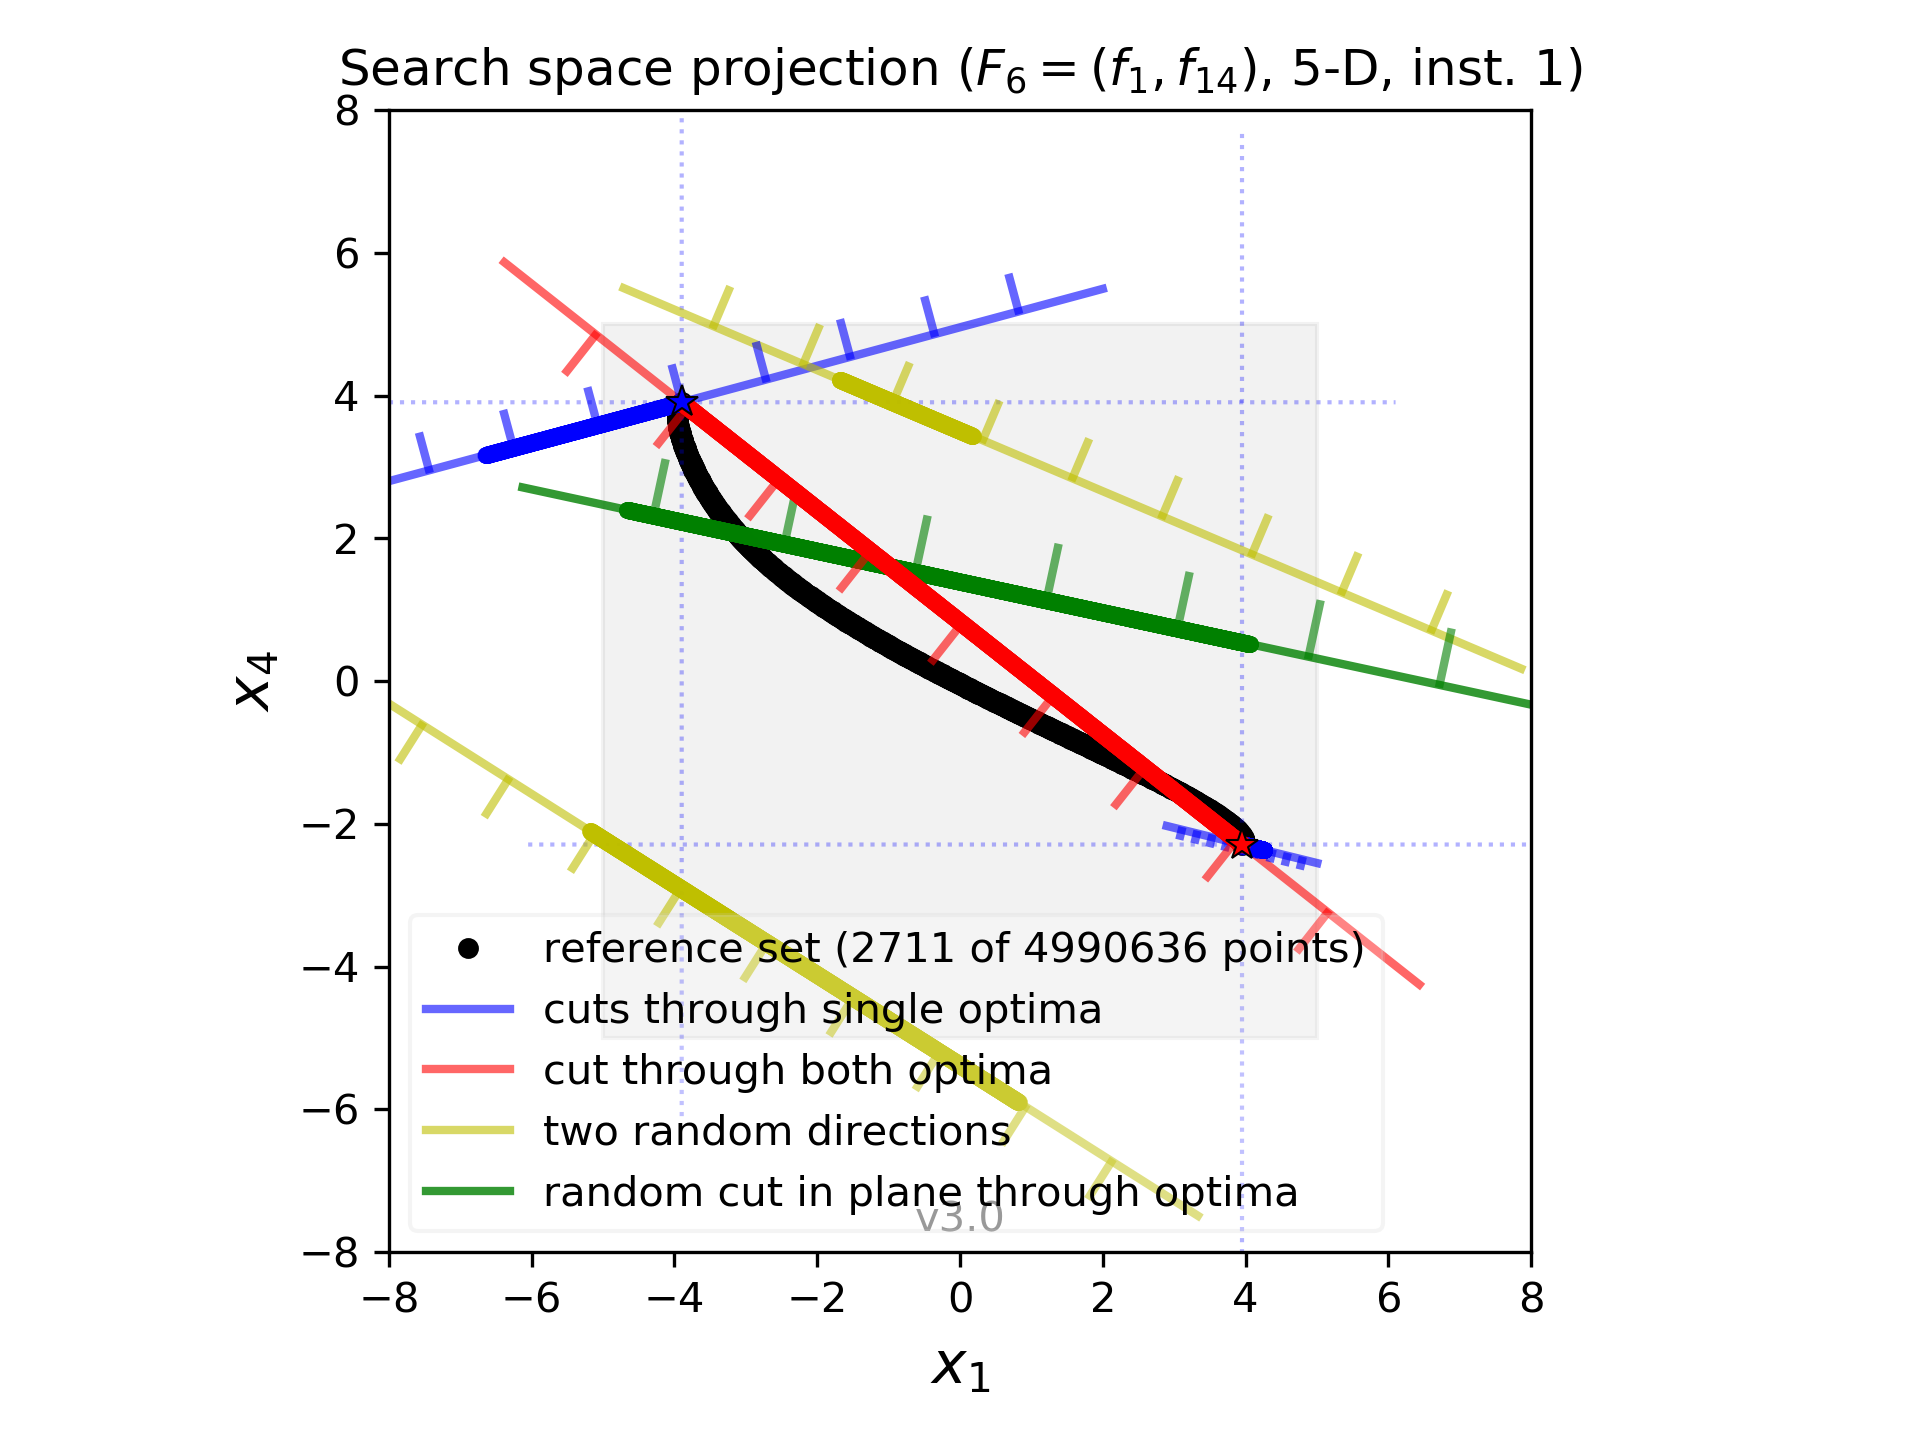 Search space projection (F₆ = (f₁, f₁₄), 5-D, inst. 1)
8
6
4
2
0
−2
−4
−6
−8
x₄
reference set (2711 of 4990636 points)
cuts through single optima
cut through both optima
two random directions
random cut in plane through optima
v3.0
−8 −6 −4 −2 0 2 4 6 8
x₁